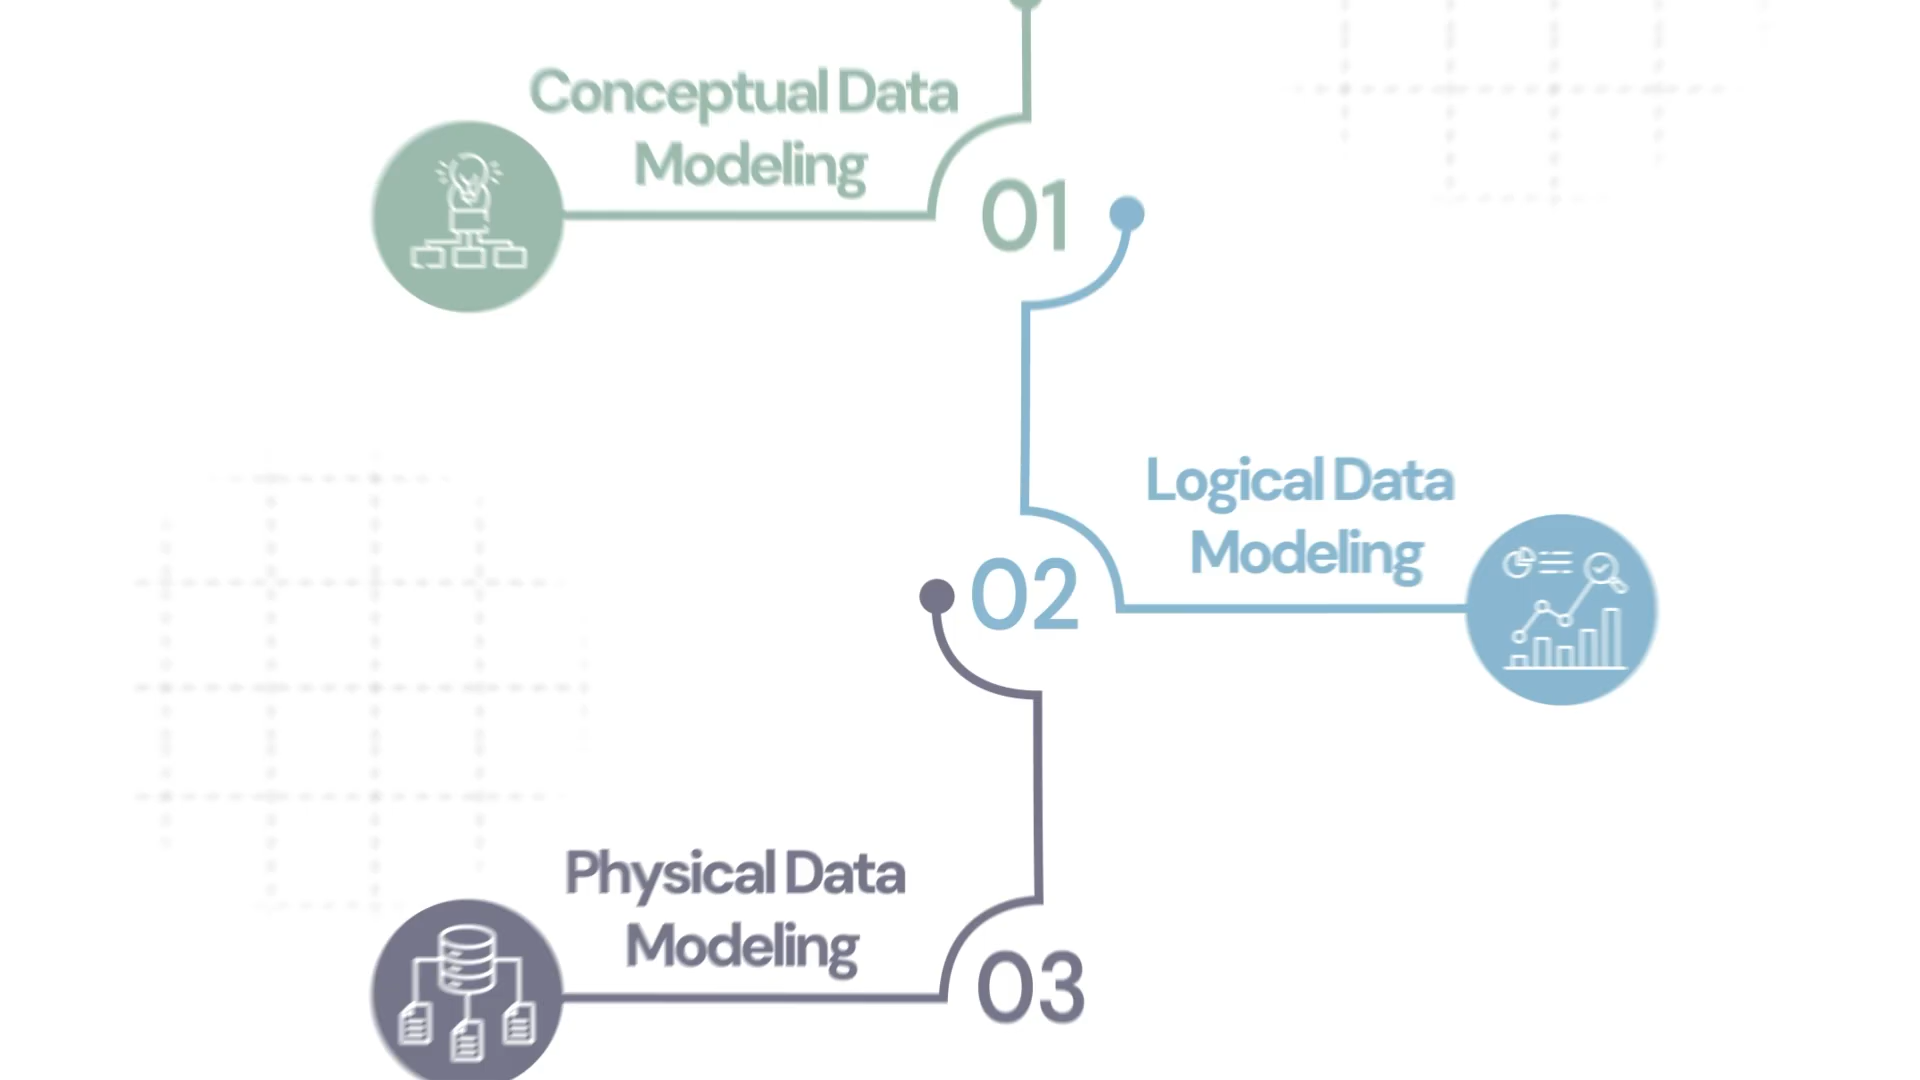 Conceptual Data
Modeling
01
Logical Data
Modeling
02
Physical Data
Modeling
03